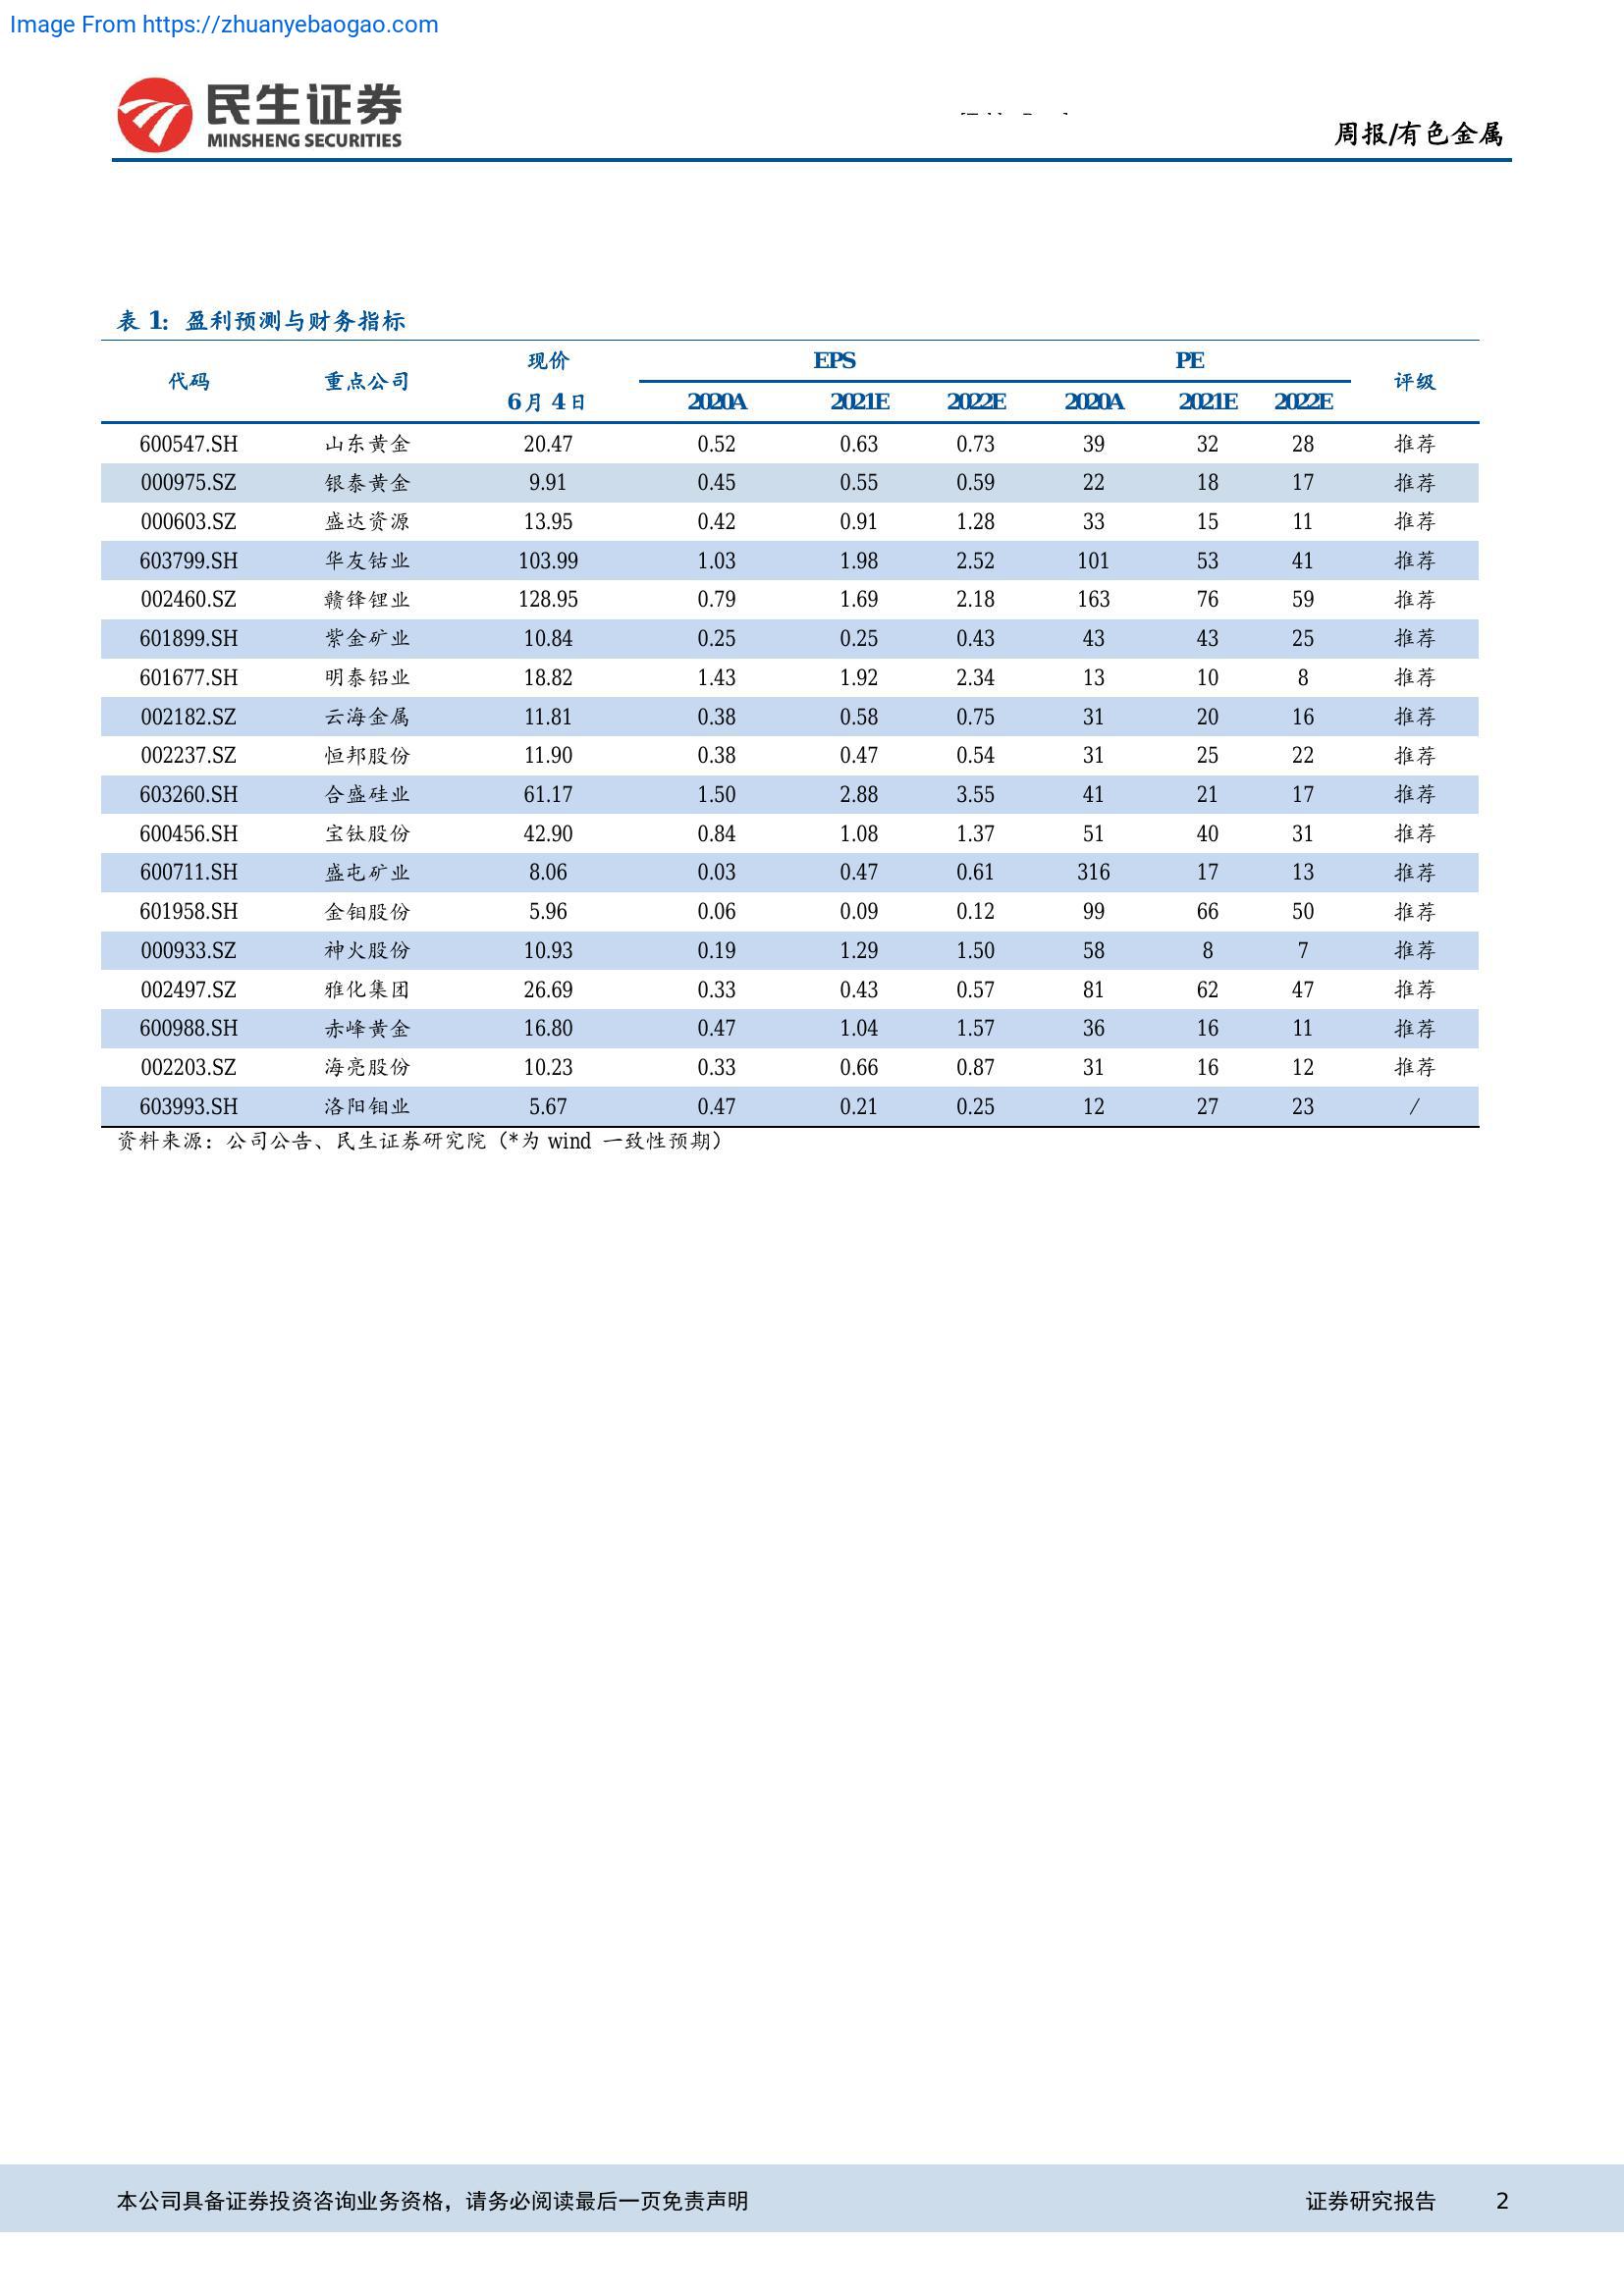 Image From https://zhuanyebaogao.com
民生证券
MINSHENG SECURITIES
周报/有色金属
表 1: 盈利预测与财务指标
代码 重点公司 现价 EPS PE 评级
6 月 4 日 2020A 2021E 2022E 2020A 2021E 2022E
600547.SH 山东黄金 20.47 0.52 0.63 0.73 39 32 28 推荐
000975.SZ 银泰黄金 9.91 0.45 0.55 0.59 22 18 17 推荐
000603.SZ 盛达资源 13.95 0.42 0.91 1.28 33 15 11 推荐
603799.SH 华友钴业 103.99 1.03 1.98 2.52 101 53 41 推荐
002460.SZ 赣锋锂业 128.95 0.79 1.69 2.18 163 76 59 推荐
601899.SH 紫金矿业 10.84 0.25 0.25 0.43 43 43 25 推荐
601677.SH 明泰铝业 18.82 1.43 1.92 2.34 13 10 8 推荐
002182.SZ 云海金属 11.81 0.38 0.58 0.75 31 20 16 推荐
002237.SZ 恒邦股份 11.90 0.38 0.47 0.54 31 25 22 推荐
603260.SH 合盛硅业 61.17 1.50 2.88 3.55 41 21 17 推荐
600456.SH 宝钛股份 42.90 0.84 1.08 1.37 51 40 31 推荐
600711.SH 盛屯矿业 8.06 0.03 0.47 0.61 316 17 13 推荐
601958.SH 金钼股份 5.96 0.06 0.09 0.12 99 66 50 推荐
000933.SZ 神火股份 10.93 0.19 1.29 1.50 58 8 7 推荐
002497.SZ 雅化集团 26.69 0.33 0.43 0.57 81 62 47 推荐
600988.SH 赤峰黄金 16.80 0.47 1.04 1.57 36 16 11 推荐
002203.SZ 海亮股份 10.23 0.33 0.66 0.87 31 16 12 推荐
603993.SH 洛阳钼业 5.67 0.47 0.21 0.25 12 27 23 /
资料来源：公司公告、民生证券研究院（*为 wind 一致性预期）
本公司具备证券投资咨询业务资格，请务必阅读最后一页免责声明 证券研究报告 2